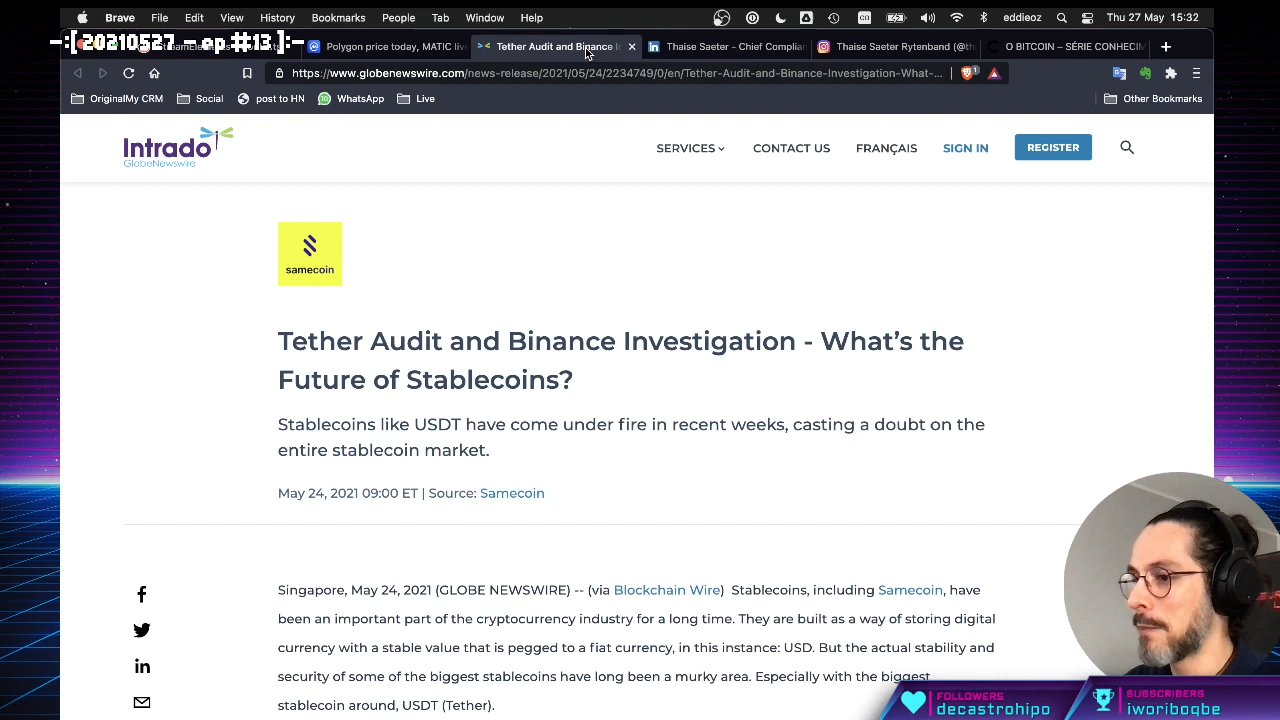 Brave File Edit View History Bookmarks People Tab Window Help eddieoz Thu 27 May 15:32
-:[ 20210527 - ap #13 ]:-
Polygon price today, MATIC liv
Tether Audit and Binance I
Thaise Saeter - Chief Complian
Thaise Saeter Rytenband (@th
O BITCOIN – SÉRIE CONHECIM
https://www.globenewswire.com/news-release/2021/05/24/2234749/0/en/Tether-Audit-and-Binance-Investigation-What-...
OriginalMy CRM Social post to HN WhatsApp Live Other Bookmarks
Intrado
GlobeNewswire
SERVICES CONTACT US FRANÇAIS SIGN IN REGISTER
samecoin
Tether Audit and Binance Investigation - What’s the
Future of Stablecoins?
Stablecoins like USDT have come under fire in recent weeks, casting a doubt on the
entire stablecoin market.
May 24, 2021 09:00 ET | Source: Samecoin
Singapore, May 24, 2021 (GLOBE NEWSWIRE) -- (via Blockchain Wire) Stablecoins, including Samecoin, have
been an important part of the cryptocurrency industry for a long time. They are built as a way of storing digital
currency with a stable value that is pegged to a fiat currency, in this instance: USD. But the actual stability and
security of some of the biggest stablecoins have long been a murky area. Especially with the biggest
stablecoin around, USDT (Tether).
FOLLOWERS
decastrohipo
SUBSCRIBERS
iworiboqbe